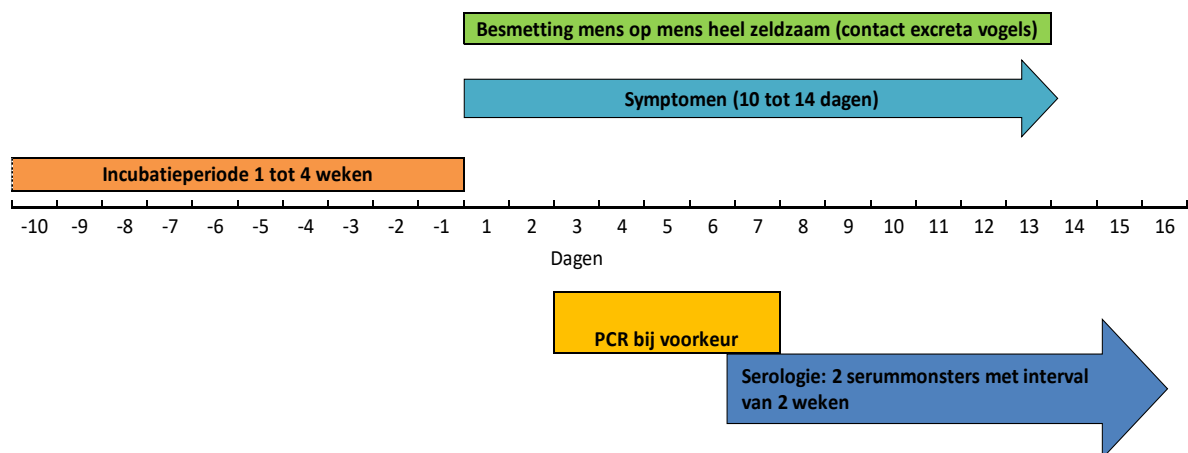 Besmetting mens op mens heel zeldzaam (contact excreta vogels)
Symptomen (10 tot 14 dagen)
Incubatieperiode 1 tot 4 weken
-10 -9 -8 -7 -6 -5 -4 -3 -2 -1 1 2 3 4 5 6 7 8 9 10 11 12 13 14 15 16
Dagen
PCR bij voorkeur
Serologie: 2 serummonsters met interval
van 2 weken